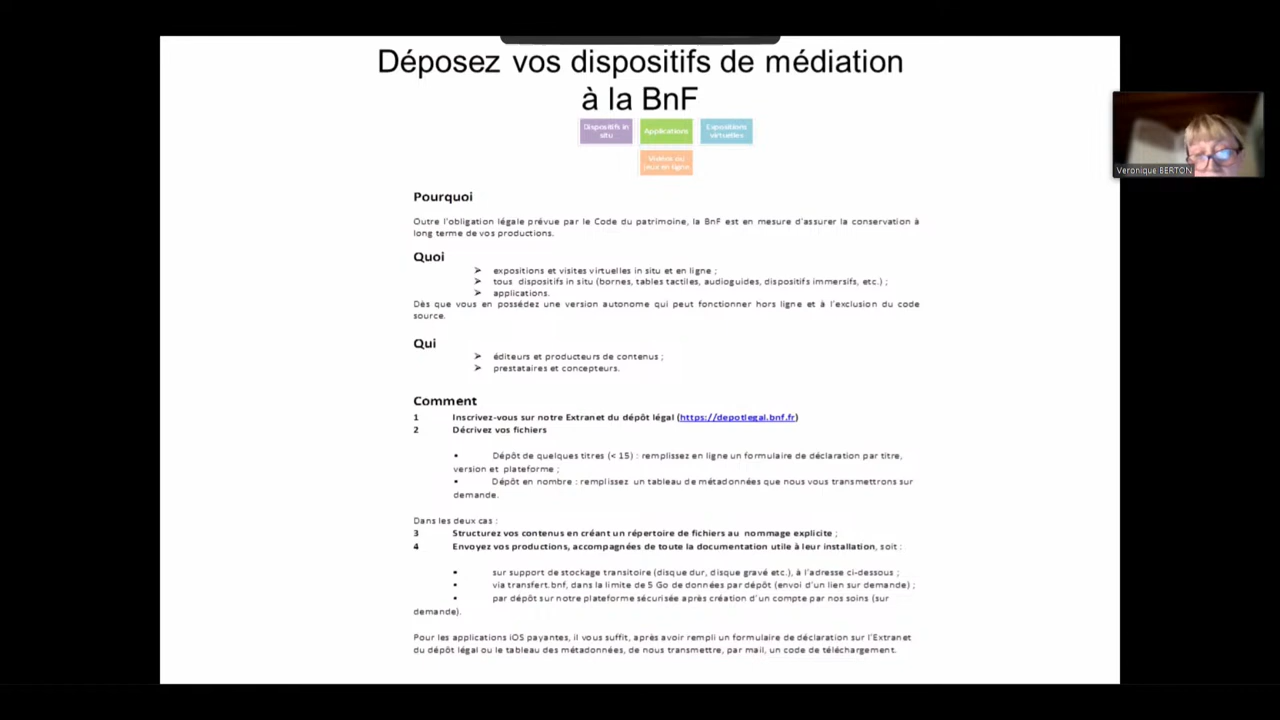 Déposez vos dispositifs de médiation
à la BnF
Dispositifs in
situ
Applications
Expositions
virtuelles
Vidéos ou
jeux en ligne
Veronique BERTON
Pourquoi
Outre l'obligation légale prévue par le Code du patrimoine, la BnF est en mesure d'assurer la conservation à
long terme de vos productions.
Quoi
➢ expositions et visites virtuelles in situ et en ligne ;
➢ tous dispositifs in situ (bornes, tables tactiles, audioguides, dispositifs immersifs, etc.) ;
➢ applications.
Dès que vous en possédez une version autonome qui peut fonctionner hors ligne et à l'exclusion du code
source.
Qui
➢ éditeurs et producteurs de contenus ;
➢ prestataires et concepteurs.
Comment
1 Inscrivez-vous sur notre Extranet du dépôt légal (https://depotlegal.bnf.fr)
2 Décrivez vos fichiers
• Dépôt de quelques titres (< 15) : remplissez en ligne un formulaire de déclaration par titre,
version et plateforme ;
• Dépôt en nombre : remplissez un tableau de métadonnées que nous vous transmettrons sur
demande.
Dans les deux cas :
3 Structurez vos contenus en créant un répertoire de fichiers au nommage explicite ;
4 Envoyez vos productions, accompagnées de toute la documentation utile à leur installation, soit :
• sur support de stockage transitoire (disque dur, disque gravé etc.), à l'adresse ci-dessous ;
• via transfert.bnf, dans la limite de 5 Go de données par dépôt (envoi d'un lien sur demande) ;
• par dépôt sur notre plateforme sécurisée après création d'un compte par nos soins (sur
demande).
Pour les applications iOS payantes, il vous suffit, après avoir rempli un formulaire de déclaration sur l'Extranet
du dépôt légal ou le tableau des métadonnées, de nous transmettre, par mail, un code de téléchargement.